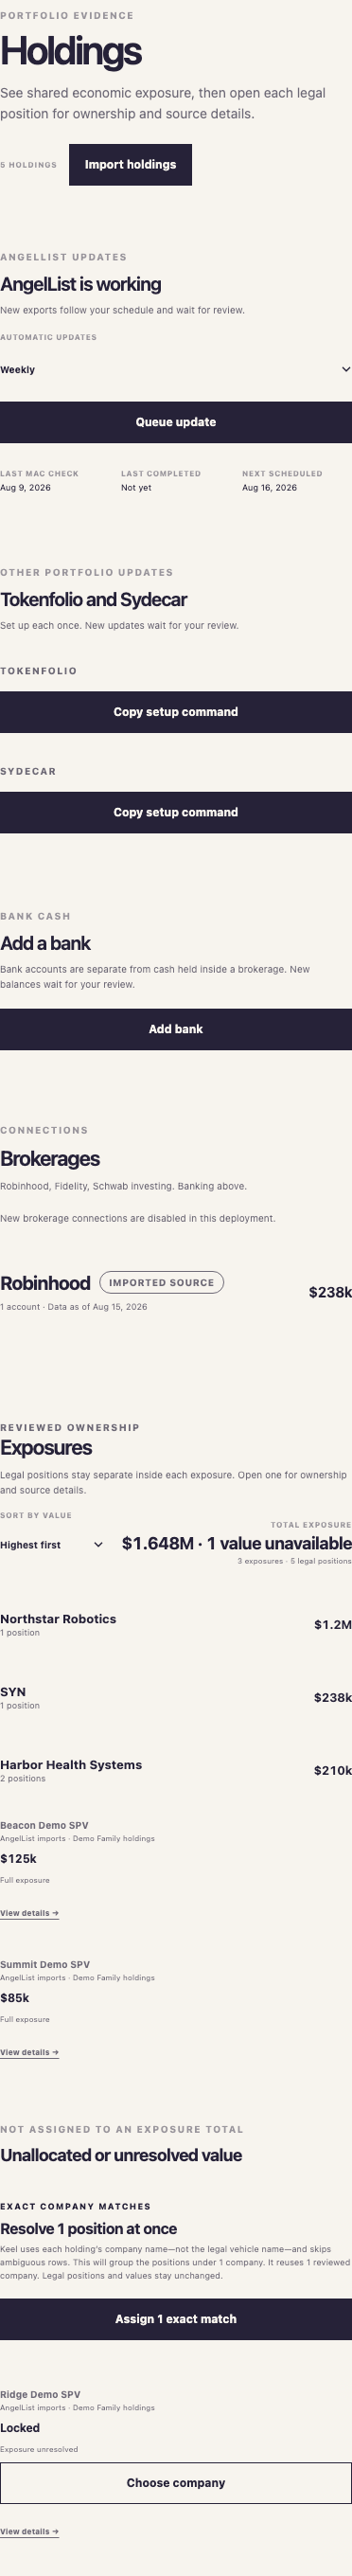 PORTFOLIO EVIDENCE
Holdings
See shared economic exposure, then open each legal
position for ownership and source details.
5 HOLDINGS
Import holdings
ANGELLIST UPDATES
AngelList is working
New exports follow your schedule and wait for review.
AUTOMATIC UPDATES
Weekly
Queue update
LAST MAC CHECK LAST COMPLETED NEXT SCHEDULED
Aug 9, 2026 Not yet Aug 16, 2026
OTHER PORTFOLIO UPDATES
Tokenfolio and Sydecar
Set up each once. New updates wait for your review.
TOKENFOLIO
Copy setup command
SYDECAR
Copy setup command
BANK CASH
Add a bank
Bank accounts are separate from cash held inside a brokerage. New
balances wait for your review.
Add bank
CONNECTIONS
Brokerages
Robinhood, Fidelity, Schwab investing. Banking above.
New brokerage connections are disabled in this deployment.
Robinhood IMPORTED SOURCE
$238k
1 account · Data as of Aug 15, 2026
REVIEWED OWNERSHIP
Exposures
Legal positions stay separate inside each exposure. Open one for ownership
and source details.
SORT BY VALUE
Highest first
TOTAL EXPOSURE
$1.648M · 1 value unavailable
3 exposures · 5 legal positions
Northstar Robotics
1 position
$1.2M
SYN
1 position
$238k
Harbor Health Systems
2 positions
$210k
Beacon Demo SPV
AngelList imports · Demo Family holdings
$125k
Full exposure
View details →
Summit Demo SPV
AngelList imports · Demo Family holdings
$85k
Full exposure
View details →
NOT ASSIGNED TO AN EXPOSURE TOTAL
Unallocated or unresolved value
EXACT COMPANY MATCHES
Resolve 1 position at once
Keel uses each holding's company name—not the legal vehicle name—and skips
ambiguous rows. This will group the positions under 1 company. It reuses 1 reviewed
company. Legal positions and values stay unchanged.
Assign 1 exact match
Ridge Demo SPV
AngelList imports · Demo Family holdings
Locked
Exposure unresolved
Choose company
View details →